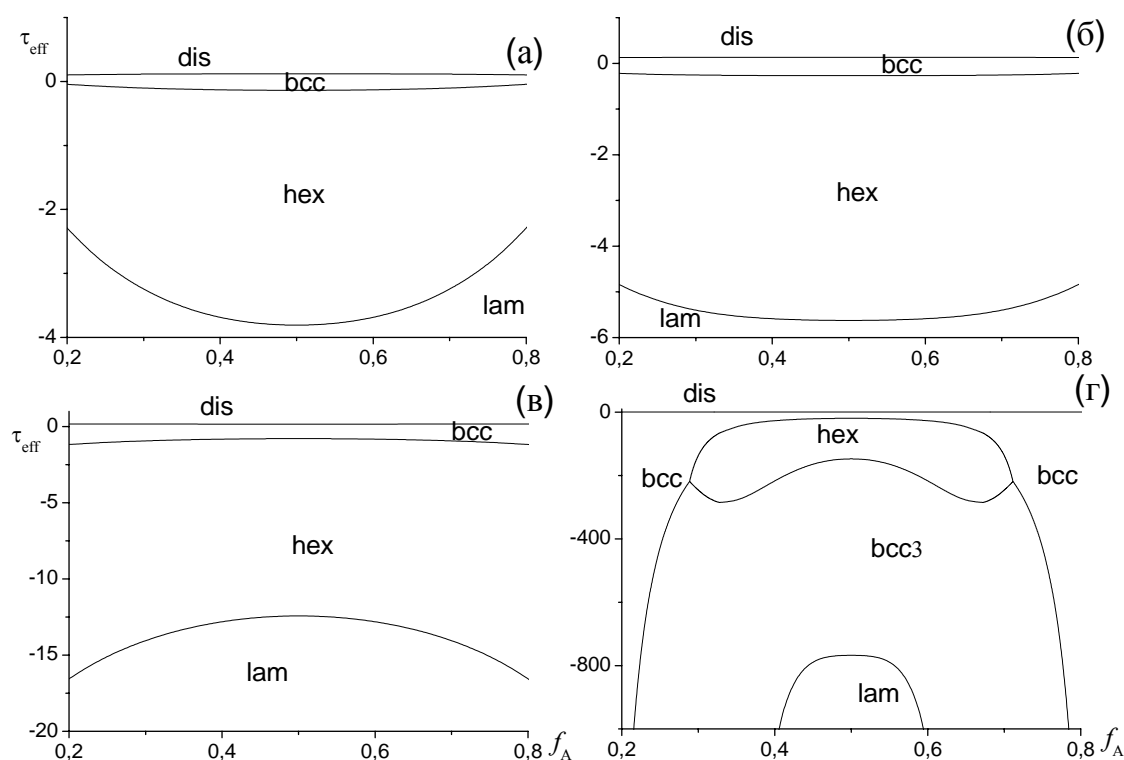 τeff
(а)
dis
0
bcc
hex
-2
lam
-4
0,2 0,4 0,6 0,8
(б)
dis
0
bcc
-2
hex
-4
lam
-6
0,2 0,4 0,6 0,8
(в)
dis
0
τeff
bcc
-5
hex
-10
-15
lam
-20
0,2 0,4 0,6 0,8 fA
(г)
dis
0
hex
bcc
bcc
-400
bcc3
-800
lam
0,2 0,4 0,6 0,8